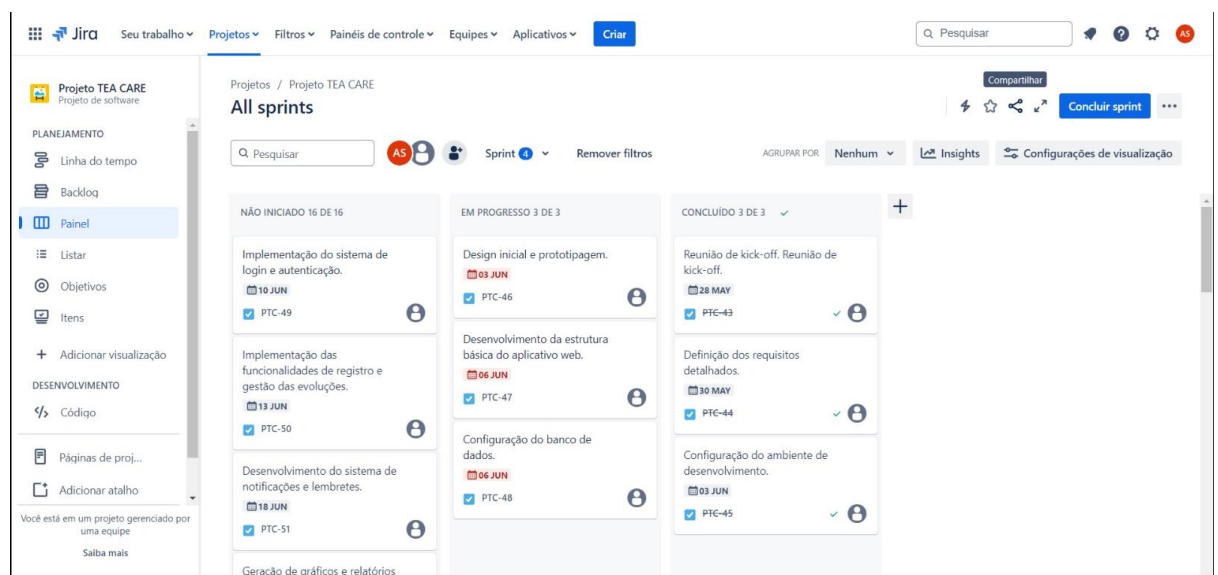 Jira
Seu trabalho
Projetos
Filtros
Painéis de controle
Equipes
Aplicativos
Criar
Pesquisar
AS
Projeto TEA CARE
Projeto de software
PLANEJAMENTO
Linha do tempo
Backlog
Painel
Listar
Objetivos
Itens
Adicionar visualização
DESENVOLVIMENTO
Código
Páginas de proj...
Adicionar atalho
Você está em um projeto gerenciado por
uma equipe
Saiba mais
Projetos / Projeto TEA CARE
All sprints
Compartilhar
Concluir sprint
Pesquisar
AS
Sprint 4
Remover filtros
AGRUPAR POR
Nenhum
Insights
Configurações de visualização
NÃO INICIADO 16 DE 16
Implementação do sistema de
login e autenticação.
10 JUN
PTC-49
Implementação das
funcionalidades de registro e
gestão das evoluções.
13 JUN
PTC-50
Desenvolvimento do sistema de
notificações e lembretes.
18 JUN
PTC-51
Geração de gráficos e relatórios
EM PROGRESSO 3 DE 3
Design inicial e prototipagem.
03 JUN
PTC-46
Desenvolvimento da estrutura
básica do aplicativo web.
06 JUN
PTC-47
Configuração do banco de
dados.
06 JUN
PTC-48
CONCLUÍDO 3 DE 3
Reunião de kick-off. Reunião de
kick-off.
28 MAY
PTC-43
Definição dos requisitos
detalhados.
30 MAY
PTC-44
Configuração do ambiente de
desenvolvimento.
03 JUN
PTC-45